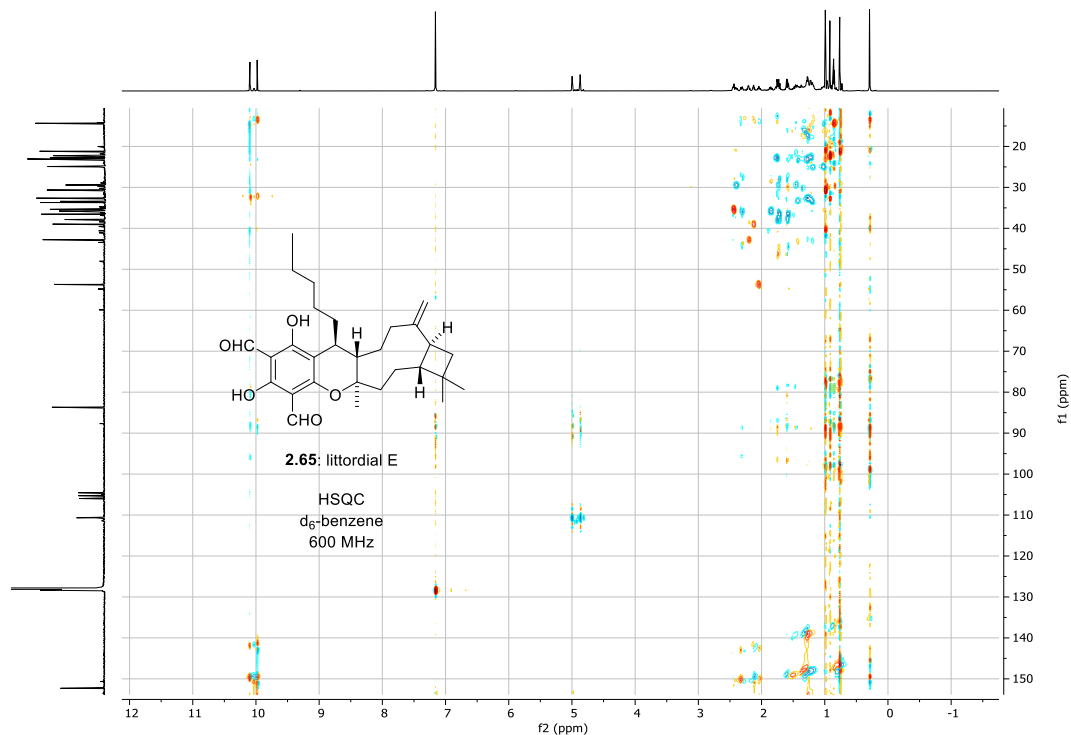 20
30
40
50
60
70
80
90
100
110
120
130
140
150
f1 (ppm)
OH
H
H
OHC
HO
O
H
CHO
2.65: littordial E
HSQC
d6-benzene
600 MHz
12 11 10 9 8 7 6 5 4 3 2 1 0 -1
f2 (ppm)